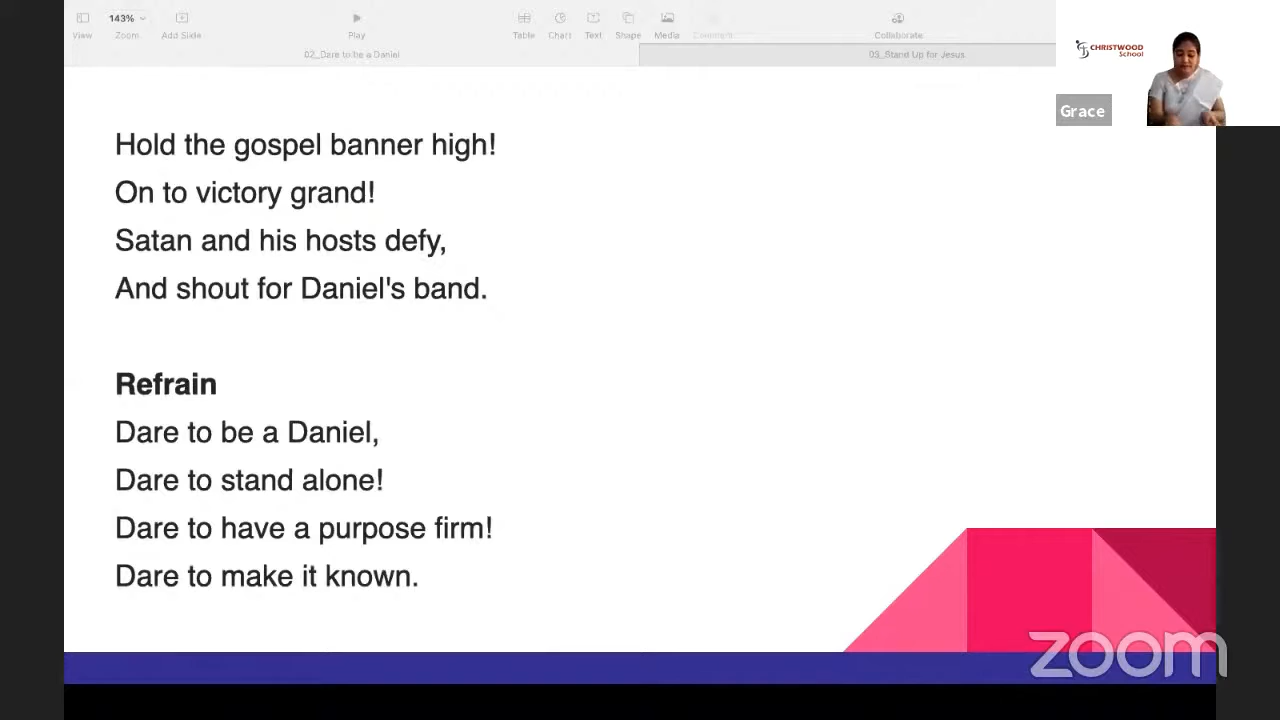 143%
View
Zoom
Add Slide
Play
Table
Chart
Text
Shape
Media
Comment
Collaborate
02_Dare to be a Daniel
03_Stand Up for Jesus
CHRISTWOOD
School
Grace
Hold the gospel banner high!
On to victory grand!
Satan and his hosts defy,
And shout for Daniel's band.
Refrain
Dare to be a Daniel,
Dare to stand alone!
Dare to have a purpose firm!
Dare to make it known.
zoom